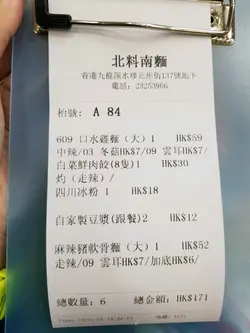 北料南麵
香港九龍深水埗元州街137號地下
電話：23253966
枱號： A 84
609 口水雞麵（大）1 HK$59
中辣/03 冬菇HK$7/09 雲耳HK$7/
白菜鮮肉餃(8隻)1 HK$30
灼（走辣）/
四川冰粉 1 HK$18
自家製豆漿(跟餐)2 HK$12
麻辣豬軟骨麵（大）1 HK$52
走辣/09 雲耳HK$7/加底HK$6/
總數量：6 總金額：HK$171